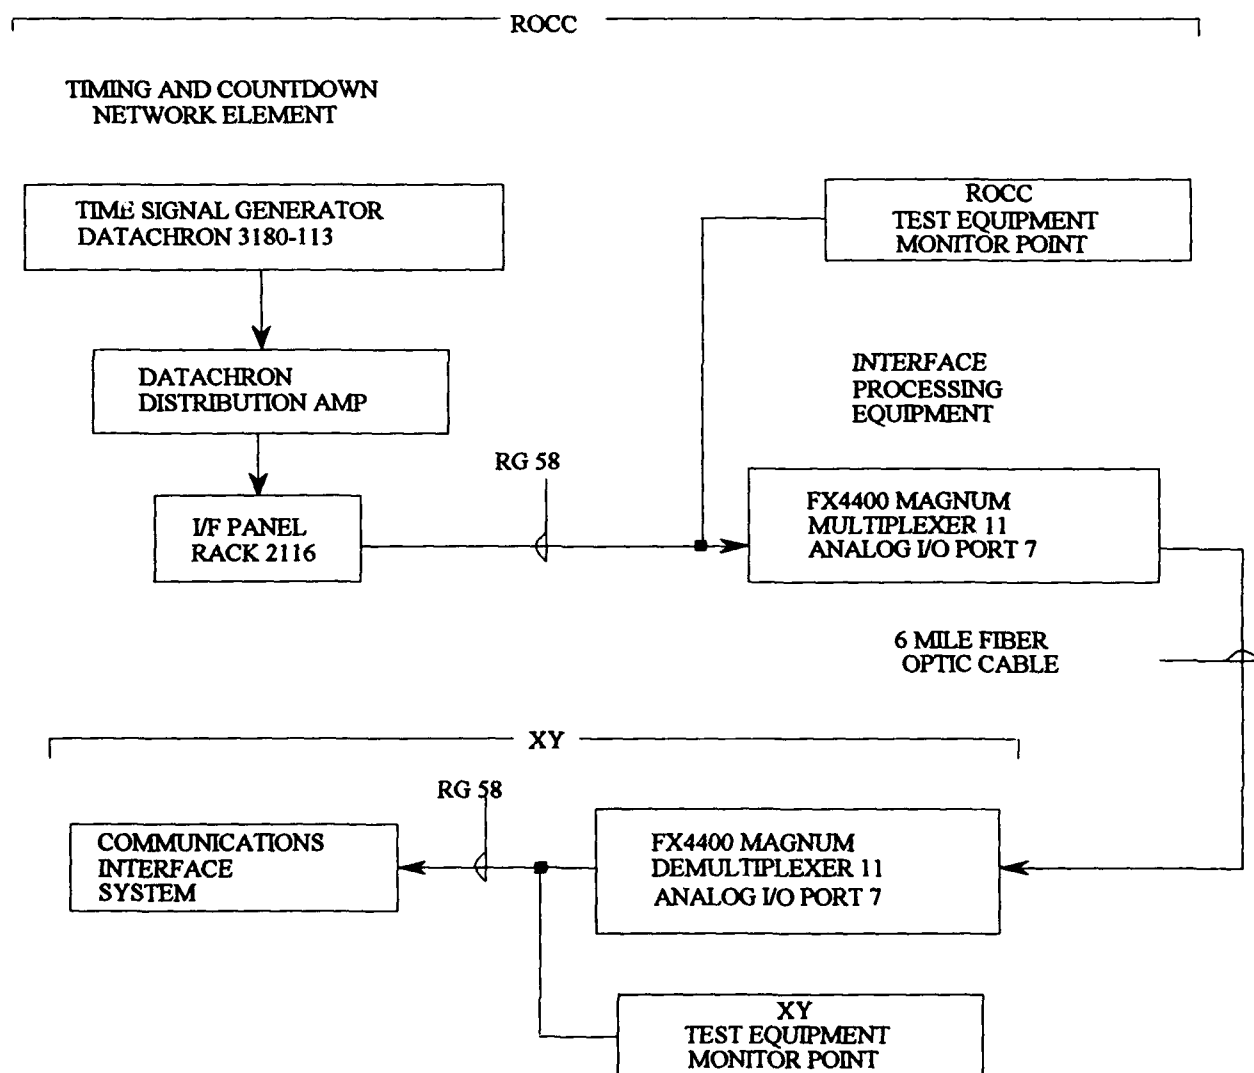 ROCC
TIMING AND COUNTDOWN
NETWORK ELEMENT
TIME SIGNAL GENERATOR
DATACHRON 3180-113
ROCC
TEST EQUIPMENT
MONITOR POINT
DATACHRON
DISTRIBUTION AMP
INTERFACE
PROCESSING
EQUIPMENT
RG 58
I/F PANEL
RACK 2116
FX4400 MAGNUM
MULTIPLEXER 11
ANALOG I/O PORT 7
6 MILE FIBER
OPTIC CABLE
XY
RG 58
COMMUNICATIONS
INTERFACE
SYSTEM
FX4400 MAGNUM
DEMULTIPLEXER 11
ANALOG I/O PORT 7
XY
TEST EQUIPMENT
MONITOR POINT